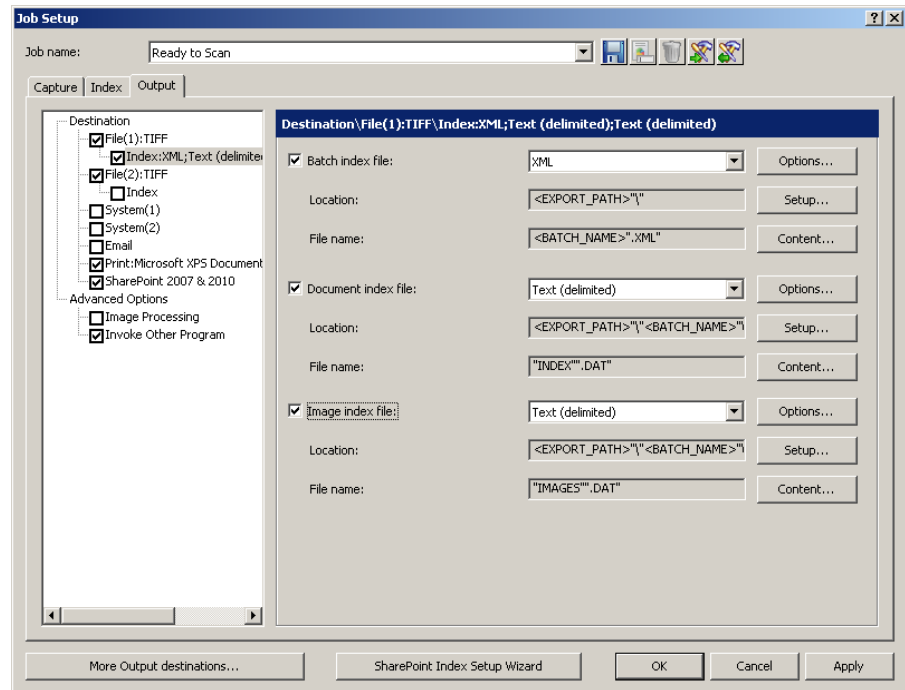 Job Setup
Job name: Ready to Scan
Capture Index Output
Destination
File(1):TIFF
Index:XML;Text (delimite
File(2):TIFF
Index
System(1)
System(2)
Email
Print:Microsoft XPS Document
SharePoint 2007 & 2010
Advanced Options
Image Processing
Invoke Other Program
Destination\File(1):TIFF\Index:XML;Text (delimited);Text (delimited)
Batch index file: XML Options...
Location: <EXPORT_PATH>"\" Setup...
File name: <BATCH_NAME>".XML" Content...
Document index file: Text (delimited) Options...
Location: <EXPORT_PATH>"\"<BATCH_NAME>"\ Setup...
File name: "INDEX"".DAT" Content...
Image index file: Text (delimited) Options...
Location: <EXPORT_PATH>"\"<BATCH_NAME>"\ Setup...
File name: "IMAGES"".DAT" Content...
More Output destinations... SharePoint Index Setup Wizard OK Cancel Apply